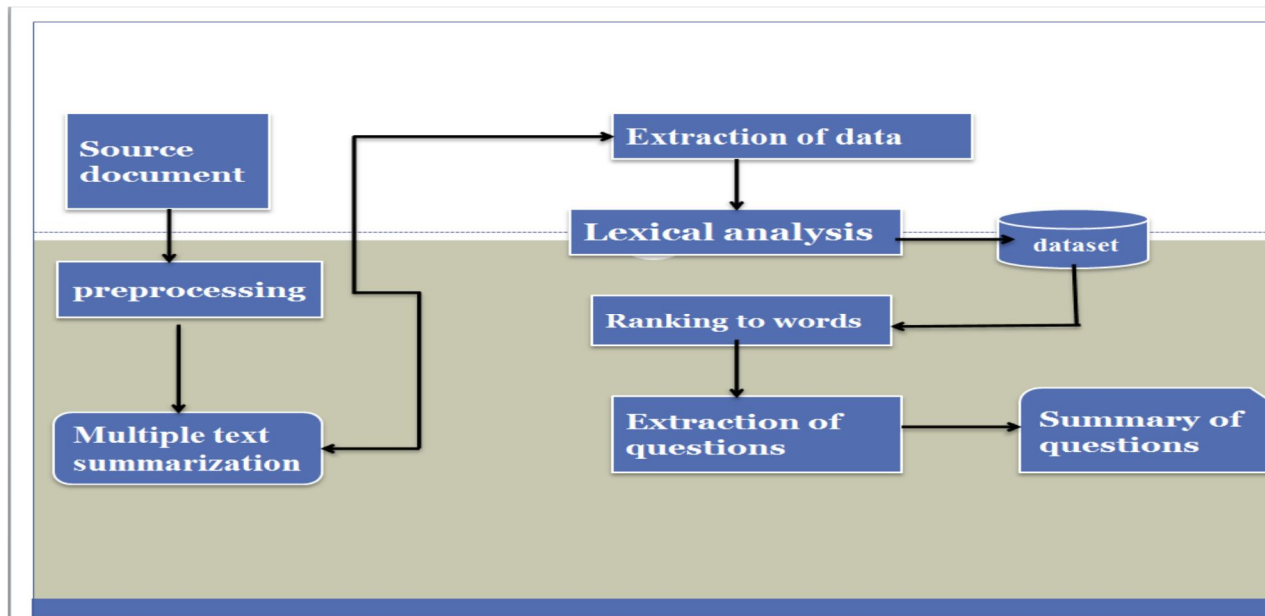 Source
document
preprocessing
Multiple text
summarization
Extraction of data
Lexical analysis
dataset
Ranking to words
Extraction of
questions
Summary of
questions